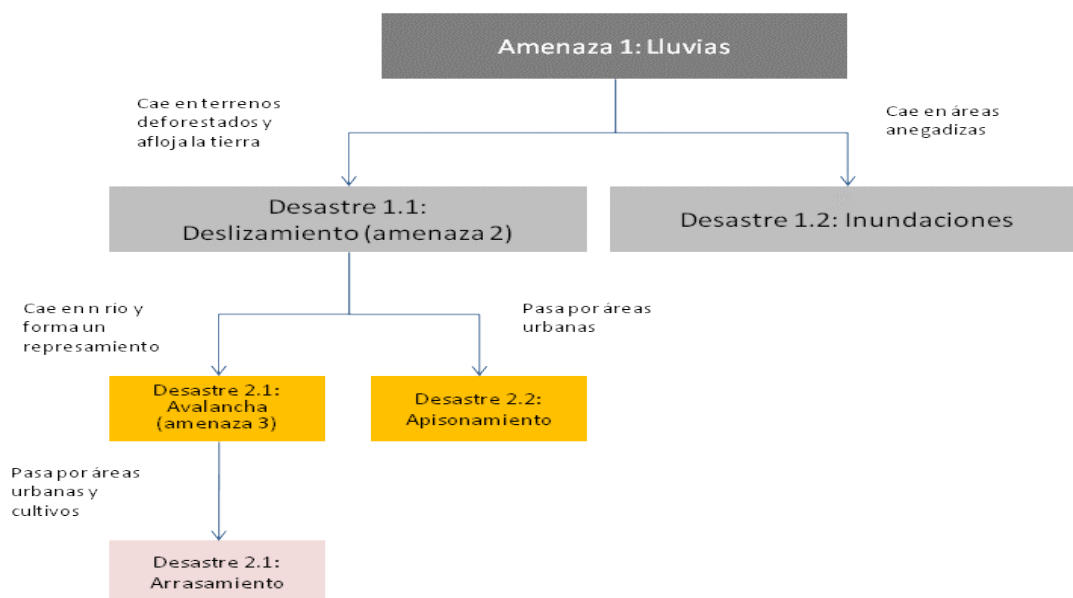 Amenaza 1: Lluvias
Cae en terrenos
deforestados y
afloja la tierra
Cae en áreas
anegadizas
Desastre 1.1:
Deslizamiento (amenaza 2)
Desastre 1.2: Inundaciones
Cae en n río y
forma un
represamiento
Pasa por áreas
urbanas
Desastre 2.1:
Avalancha
(amenaza 3)
Desastre 2.2:
Apisonamiento
Pasa por áreas
urbanas y
cultivos
Desastre 2.1:
Arrasamiento